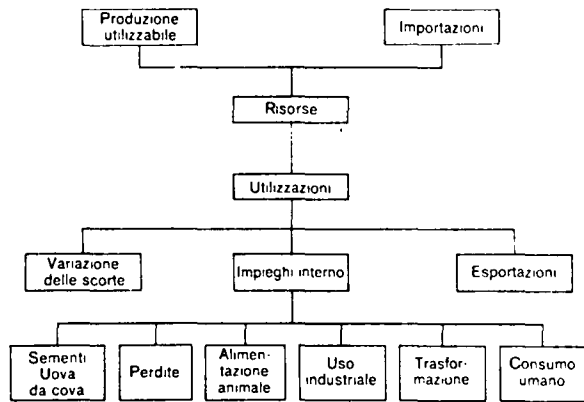 Produzione
utilizzabile
Importazioni
Risorse
Utilizzazioni
Variazione
delle scorte
Impieghi interno
Esportazioni
Sementi
Uova
da cova
Perdite
Alimen-
tazione
animale
Uso
industriale
Trasfor-
mazione
Consumo
umano